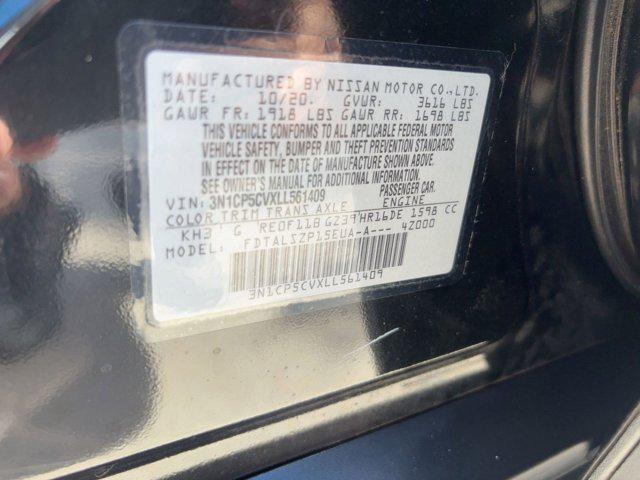 MANUFACTURED BY NISSAN MOTOR CO.,LTD.
DATE: 10/20. GVWR: 3616 LBS
GAWR FR: 1918 LBS GAWR RR: 1698 LBS
THIS VEHICLE CONFORMS TO ALL APPLICABLE FEDERAL MOTOR
VEHICLE SAFETY, BUMPER AND THEFT PREVENTION STANDARDS
IN EFFECT ON THE DATE OF MANUFACTURE SHOWN ABOVE.
SEE OWNER'S MANUAL FOR ADDITIONAL INFORMATION.
VIN: 3N1CP5CVXLL561409 PASSENGER CAR.
COLOR TRIM TRANS AXLE ENGINE
KH3 G RE0F11B G239 HR16DE 1598 CC
MODEL: FDTALSZP15EUA-A--- 4Z000
3N1CP5CVXLL561409